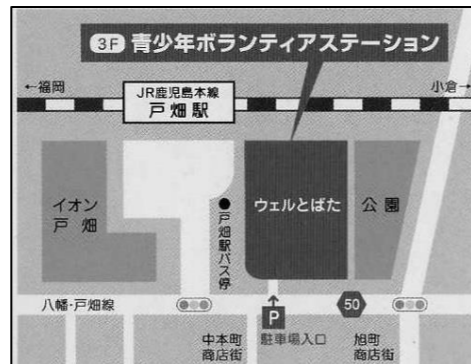 3F 青少年ボランティアステーション
←福岡
JR鹿児島本線
戸畑駅
小倉→
イオン
戸畑
戸畑駅バス停
ウェルとばた
公園
八幡・戸畑線
50
P
中本町
商店街
駐車場入口
旭町
商店街